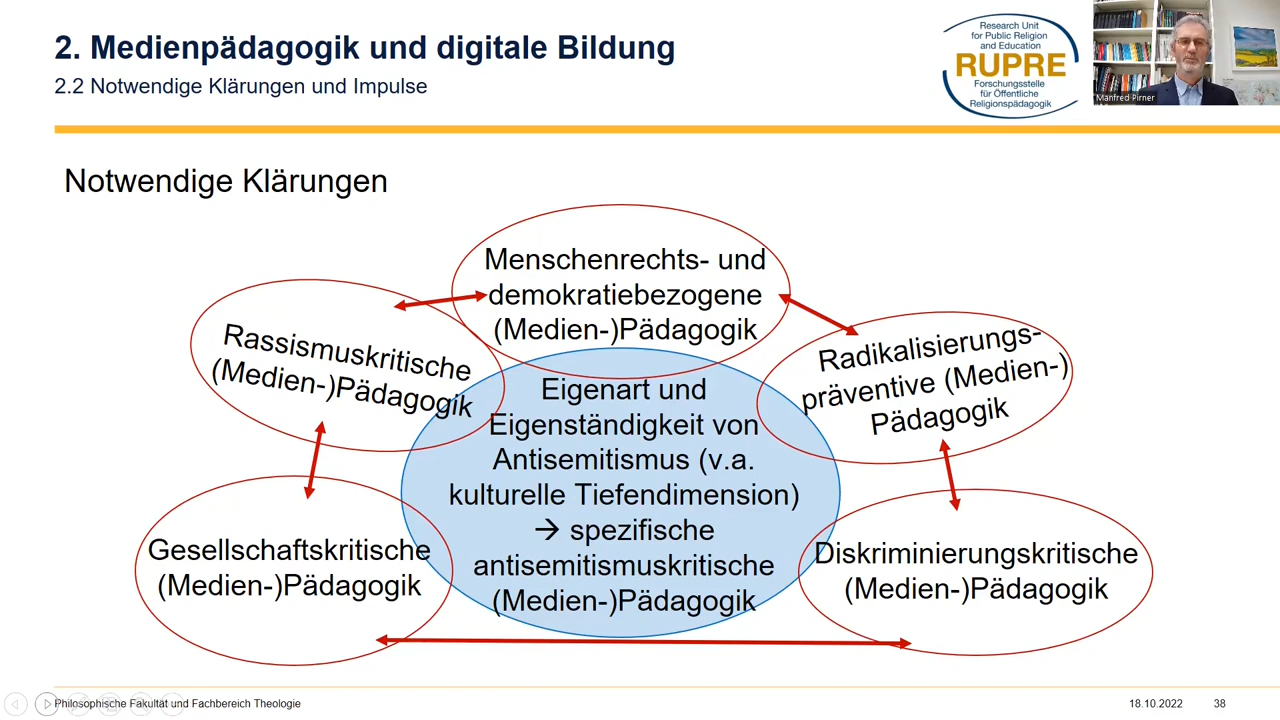 2. Medienpädagogik und digitale Bildung
2.2 Notwendige Klärungen und Impulse
Research Unit
for Public Religion
and Education
RUPRE
Forschungsstelle
für Öffentliche
Religionspädagogik
Manfred Pirner
Notwendige Klärungen
Menschenrechts- und
demokratiebezogene
(Medien-)Pädagogik
Rassismuskritische
(Medien-)Pädagogik
Radikalisierungs-
präventive (Medien-)
Pädagogik
Eigenart und
Eigenständigkeit von
Antisemitismus (v.a.
kulturelle Tiefendimension)
→ spezifische
antisemitismuskritische
(Medien-)Pädagogik
Gesellschaftskritische
(Medien-)Pädagogik
Diskriminierungskritische
(Medien-)Pädagogik
Philosophische Fakultät und Fachbereich Theologie
18.10.2022
38